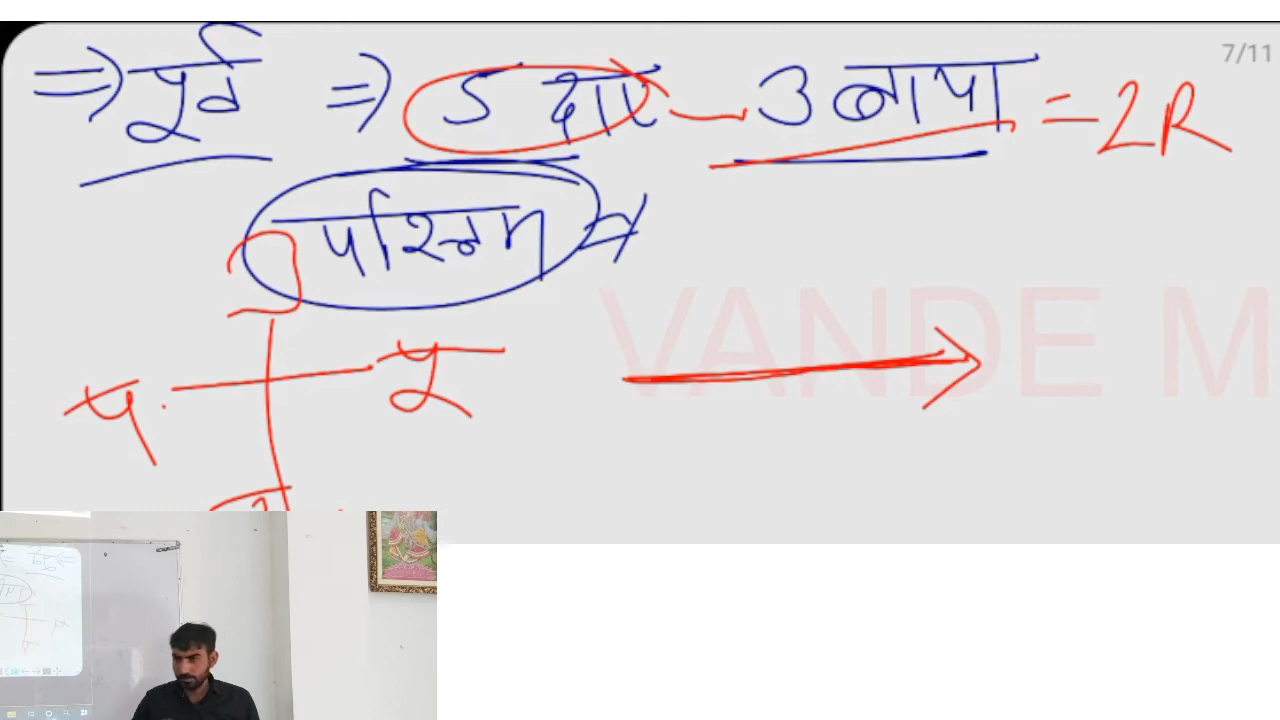 7/11
⇒ पूर्व ⇒ 5 दाए 3 बाया = 2R
पश्चिम
प पू
VANDE M